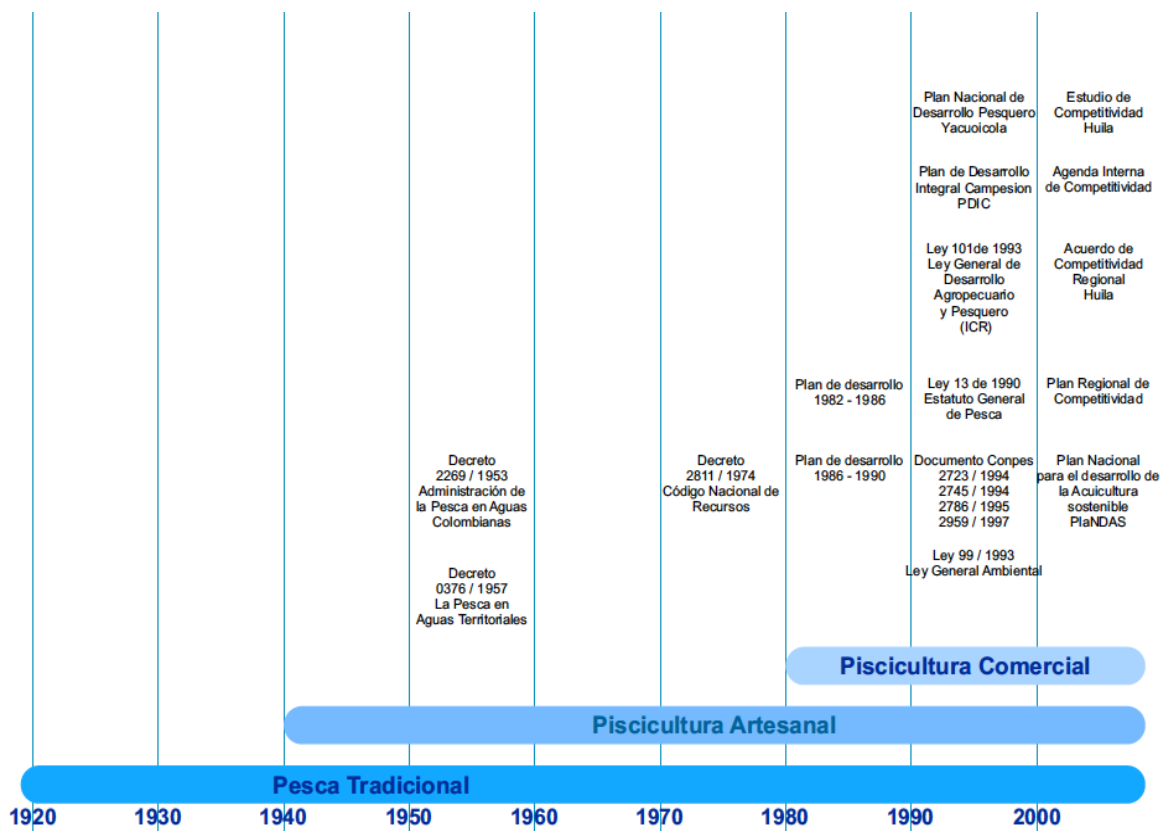 Plan Nacional de
Desarrollo Pesquero
Yacuoicola
Estudio de
Competitividad
Huila
Plan de Desarrollo
Integral Campesion
PDIC
Agenda Interna
de Competitividad
Ley 101de 1993
Ley General de
Desarrollo
Agropecuario
y Pesquero
(ICR)
Acuerdo de
Competitividad
Regional
Huila
Plan de desarrollo
1982 - 1986
Ley 13 de 1990
Estatuto General
de Pesca
Plan Regional de
Competitividad
Decreto
2269 / 1953
Administración de
la Pesca en Aguas
Colombianas
Decreto
2811 / 1974
Código Nacional de
Recursos
Plan de desarrollo
1986 - 1990
Documento Conpes
2723 / 1994
2745 / 1994
2786 / 1995
2959 / 1997
Plan Nacional
para el desarrollo de
la Acuicultura
sostenible
PlaNDAS
Ley 99 / 1993
Ley General Ambiental
Decreto
0376 / 1957
La Pesca en
Aguas Territoriales
Piscicultura Comercial
Piscicultura Artesanal
Pesca Tradicional
1920 1930 1940 1950 1960 1970 1980 1990 2000